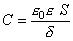 C = ε₀ε S / δ